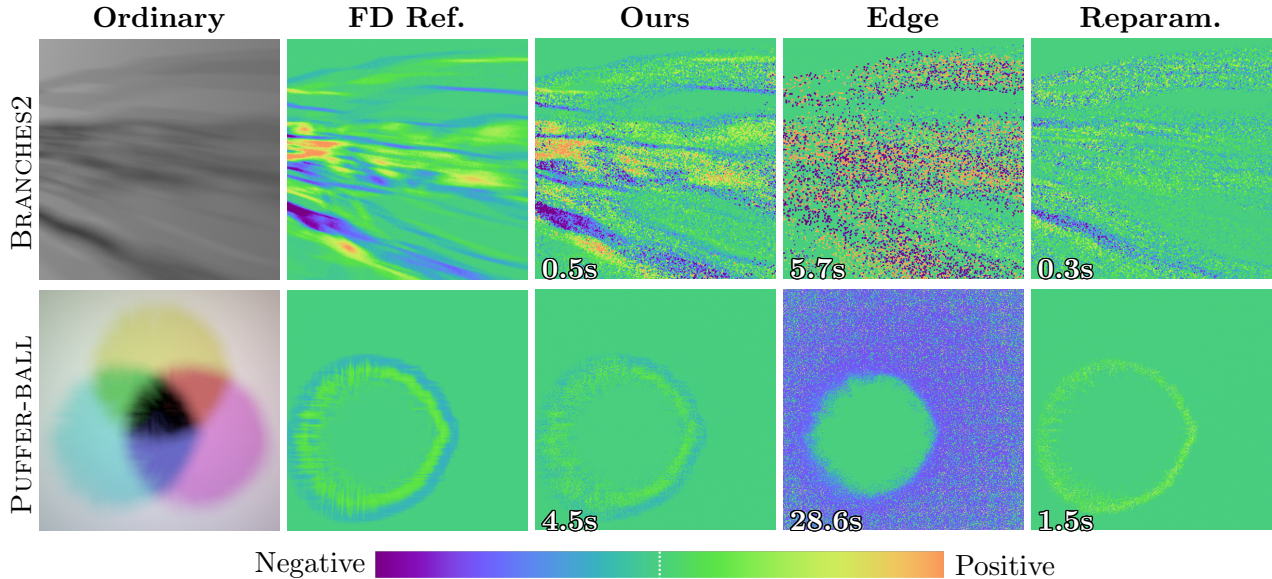 Ordinary FD Ref. Ours Edge Reparam.
BRANCHES2
0.5s 5.7s 0.3s
PUFFER-BALL
4.5s 28.6s 1.5s
Negative Positive